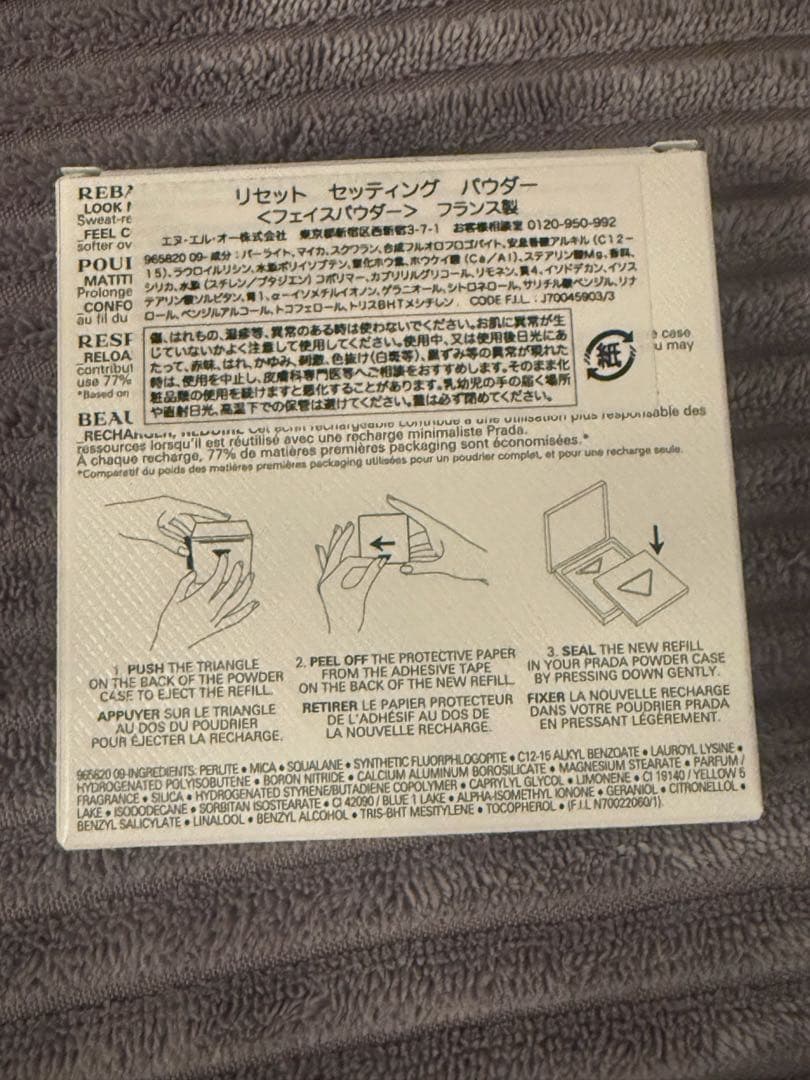 REBA
LOOK
Sweat-re
FEEL C
softer ov
POUI
MATITI
Prolonge
CONFO
au fil du
RESE
RELOA
contribut
use 77%
*Based on
BEAU
リセット セッティング パウダー
<フェイスパウダー> フランス製
エヌ・エル・オー株式会社 東京都新宿区西新宿3-7-1 お客様相談室 0120-950-992
965820 09- 成分:パーライト、マイカ、スクワラン、合成フルオロフロゴパイト、安息香酸アルキル(C12-
15)、ラウロイルリシン、水添ポリイソブテン、窒化ホウ素、ホウケイ酸(Ca/Al)、ステアリン酸Mg、香料、
シリカ、水添(スチレン/ブタジエン)コポリマー、カプリリルグリコール、リモネン、黄4、イソドデカン、イソス
テアリン酸ソルビタン、青1、α-イソメチルイオノン、ゲラニオール、シトロネロール、サリチル酸ベンジル、リナ
ロール、ベンジルアルコール、トコフェロール、トリスBHTメシチレン. CODE F.I.L. : J70045903/3
傷、はれもの、湿疹等、異常のある時は使わないでください。お肌に異常が生
じていないかよく注意して使用してください。使用中、又は使用後日光にあ
たって、赤味、はれ、かゆみ、刺激、色抜け(白斑等)、黒ずみ等の異常が現れた
時は、使用を中止し、皮膚科専門医等へご相談をおすすめします。そのまま化
粧品類の使用を続けますと悪化することがあります。乳幼児の手の届く場所
や直射日光、高温下での保管は避けてください。蓋は必ず閉めてください。
紙
e case
u may
RECHARGER, REDUIRE Cet écrin rechargeable contribue à une utilisation plus responsable des
ressources lorsqu'il est réutilisé avec une recharge minimaliste Prada.
À chaque recharge, 77% de matières premières packaging sont économisées.*
*Comparatif du poids des matières premières packaging utilisées pour un poudrier complet, et pour une recharge seule.
1. PUSH THE TRIANGLE
ON THE BACK OF THE POWDER
CASE TO EJECT THE REFILL.
APPUYER SUR LE TRIANGLE
AU DOS DU POUDRIER
POUR ÉJECTER LA RECHARGE.
2. PEEL OFF THE PROTECTIVE PAPER
FROM THE ADHESIVE TAPE
ON THE BACK OF THE NEW REFILL.
RETIRER LE PAPIER PROTECTEUR
DE L'ADHÉSIF AU DOS DE
LA NOUVELLE RECHARGE.
3. SEAL THE NEW REFILL
IN YOUR PRADA POWDER CASE
BY PRESSING DOWN GENTLY.
FIXER LA NOUVELLE RECHARGE
DANS VOTRE POUDRIER PRADA
EN PRESSANT LÉGÈREMENT.
965820 09-INGREDIENTS: PERLITE • MICA • SQUALANE • SYNTHETIC FLUORPHLOGOPITE • C12-15 ALKYL BENZOATE • LAUROYL LYSINE •
HYDROGENATED POLYISOBUTENE • BORON NITRIDE • CALCIUM ALUMINUM BOROSILICATE • MAGNESIUM STEARATE • PARFUM /
FRAGRANCE • SILICA • HYDROGENATED STYRENE/BUTADIENE COPOLYMER • CAPRYLYL GLYCOL • LIMONENE • CI 19140 / YELLOW 5
LAKE • ISODODECANE • SORBITAN ISOSTEARATE • CI 42090 / BLUE 1 LAKE • ALPHA-ISOMETHYL IONONE • GERANIOL • CITRONELLOL •
BENZYL SALICYLATE • LINALOOL • BENZYL ALCOHOL • TRIS-BHT MESITYLENE • TOCOPHEROL • (F.I.L N70022060/1).